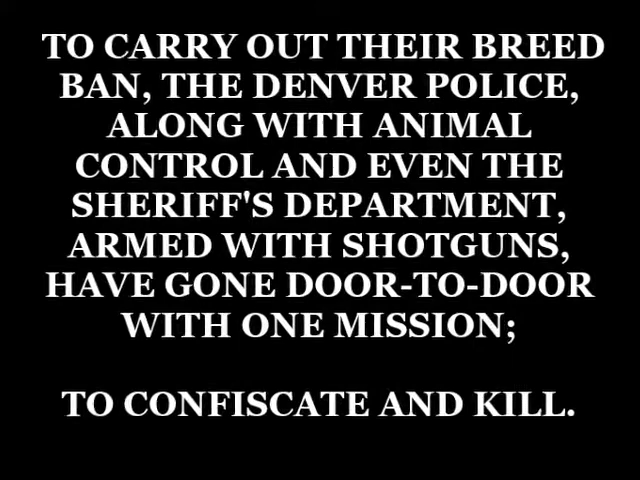 TO CARRY OUT THEIR BREED
BAN, THE DENVER POLICE,
ALONG WITH ANIMAL
CONTROL AND EVEN THE
SHERIFF'S DEPARTMENT,
ARMED WITH SHOTGUNS,
HAVE GONE DOOR-TO-DOOR
WITH ONE MISSION;
TO CONFISCATE AND KILL.